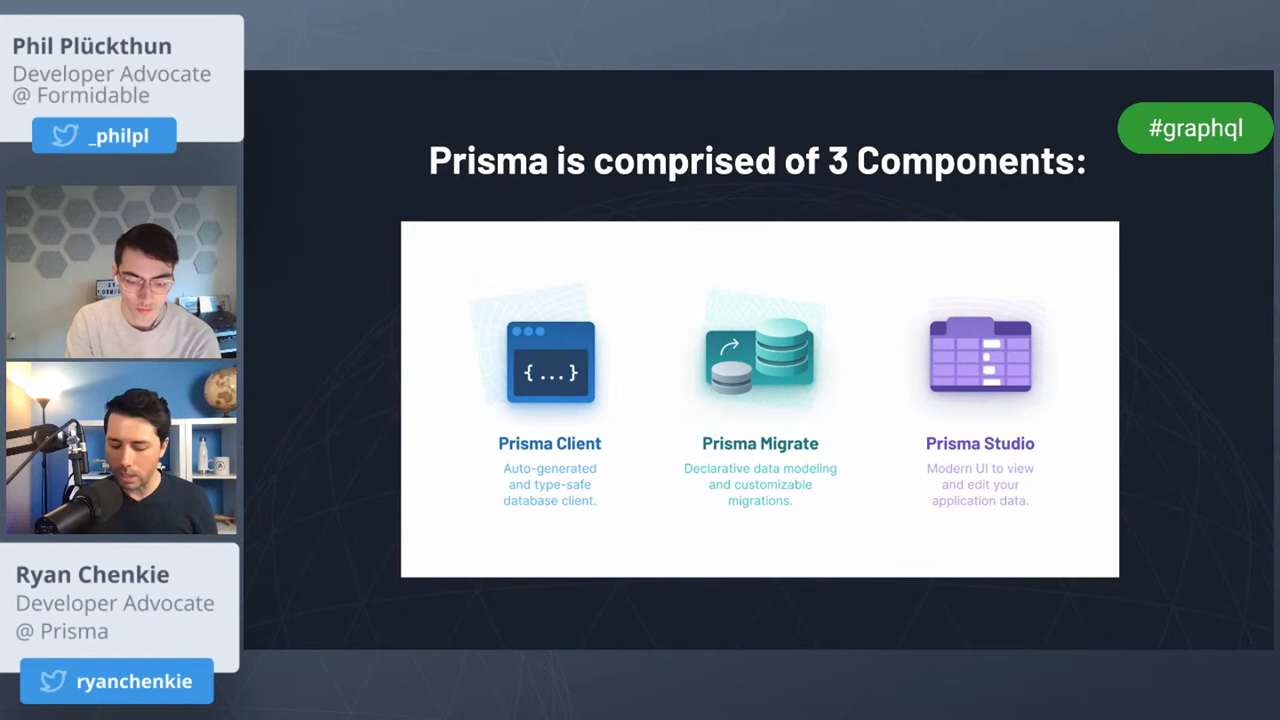 Phil Plückthun
Developer Advocate
@ Formidable
_philpl
#graphql
Prisma is comprised of 3 Components:
{...}
Prisma Client
Auto-generated
and type-safe
database client.
Prisma Migrate
Declarative data modeling
and customizable
migrations.
Prisma Studio
Modern UI to view
and edit your
application data.
Ryan Chenkie
Developer Advocate
@ Prisma
ryanchenkie